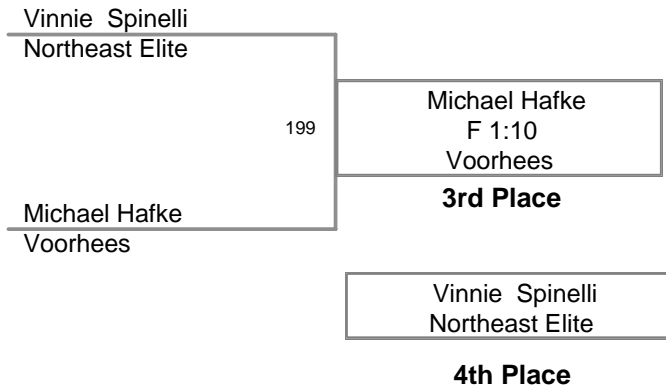 Vinnie  Spinelli
Northeast Elite
199
Michael Hafke
F 1:10
Voorhees
3rd Place
Michael Hafke
Voorhees
Vinnie  Spinelli
Northeast Elite
4th Place